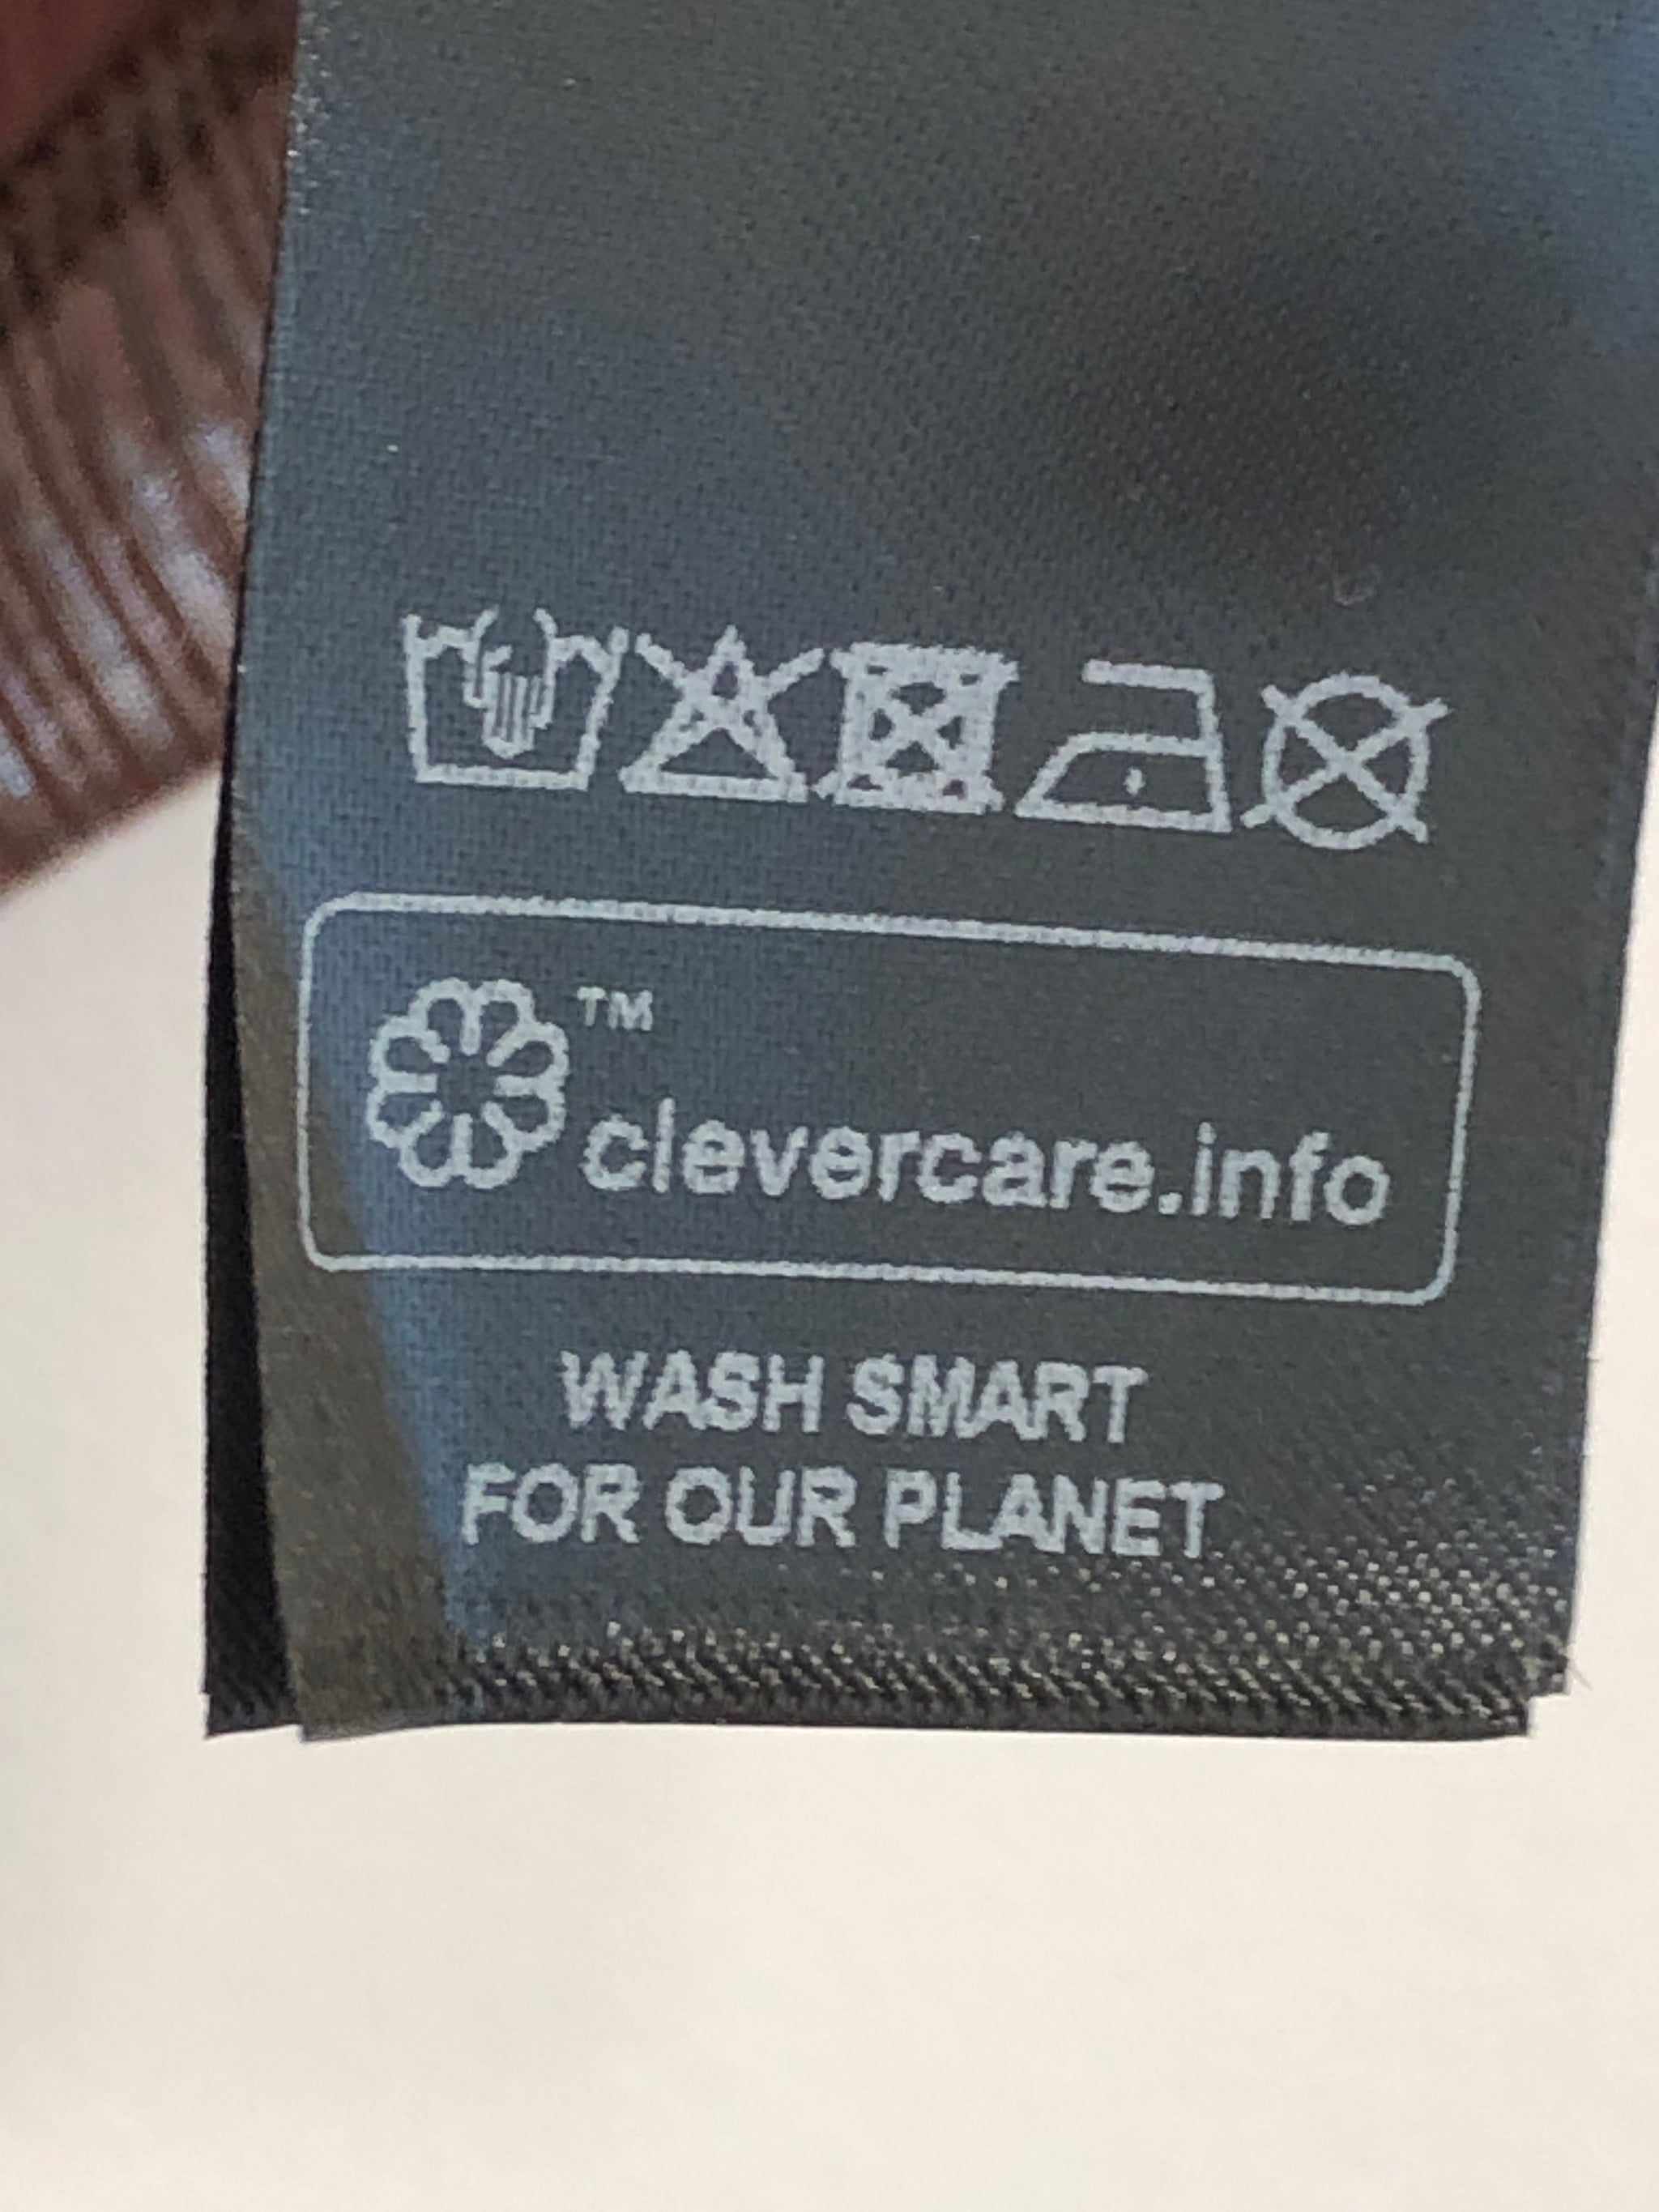 TM
clevercare.info
WASH SMART
FOR OUR PLANET